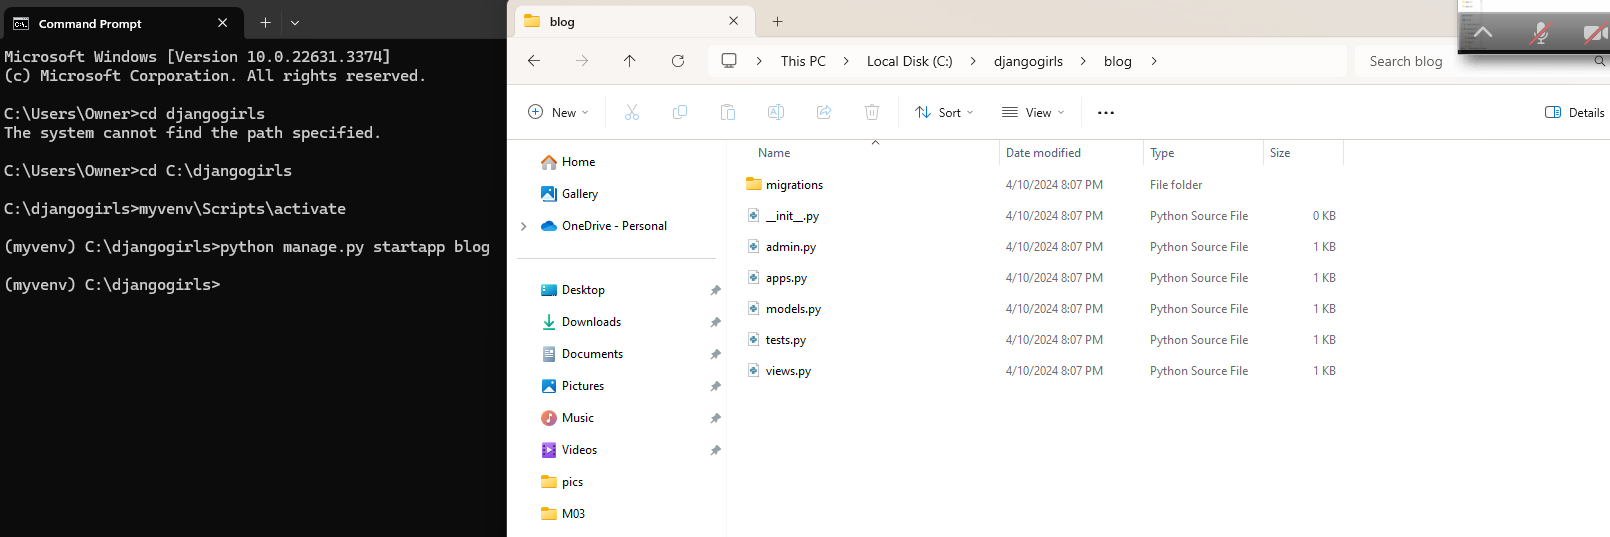 Command Prompt
Microsoft Windows [Version 10.0.22631.3374]
(c) Microsoft Corporation. All rights reserved.
C:\Users\Owner>cd djangogirls
The system cannot find the path specified.
C:\Users\Owner>cd C:\djangogirls
C:\djangogirls>myvenv\Scripts\activate
(myvenv) C:\djangogirls>python manage.py startapp blog
(myvenv) C:\djangogirls>
blog
This PC > Local Disk (C:) > djangogirls > blog >
Search blog
New
Sort
View
Details
Home
Gallery
OneDrive - Personal
Desktop
Downloads
Documents
Pictures
Music
Videos
pics
M03
Name Date modified Type Size
migrations 4/10/2024 8:07 PM File folder
__init__.py 4/10/2024 8:07 PM Python Source File 0 KB
admin.py 4/10/2024 8:07 PM Python Source File 1 KB
apps.py 4/10/2024 8:07 PM Python Source File 1 KB
models.py 4/10/2024 8:07 PM Python Source File 1 KB
tests.py 4/10/2024 8:07 PM Python Source File 1 KB
views.py 4/10/2024 8:07 PM Python Source File 1 KB